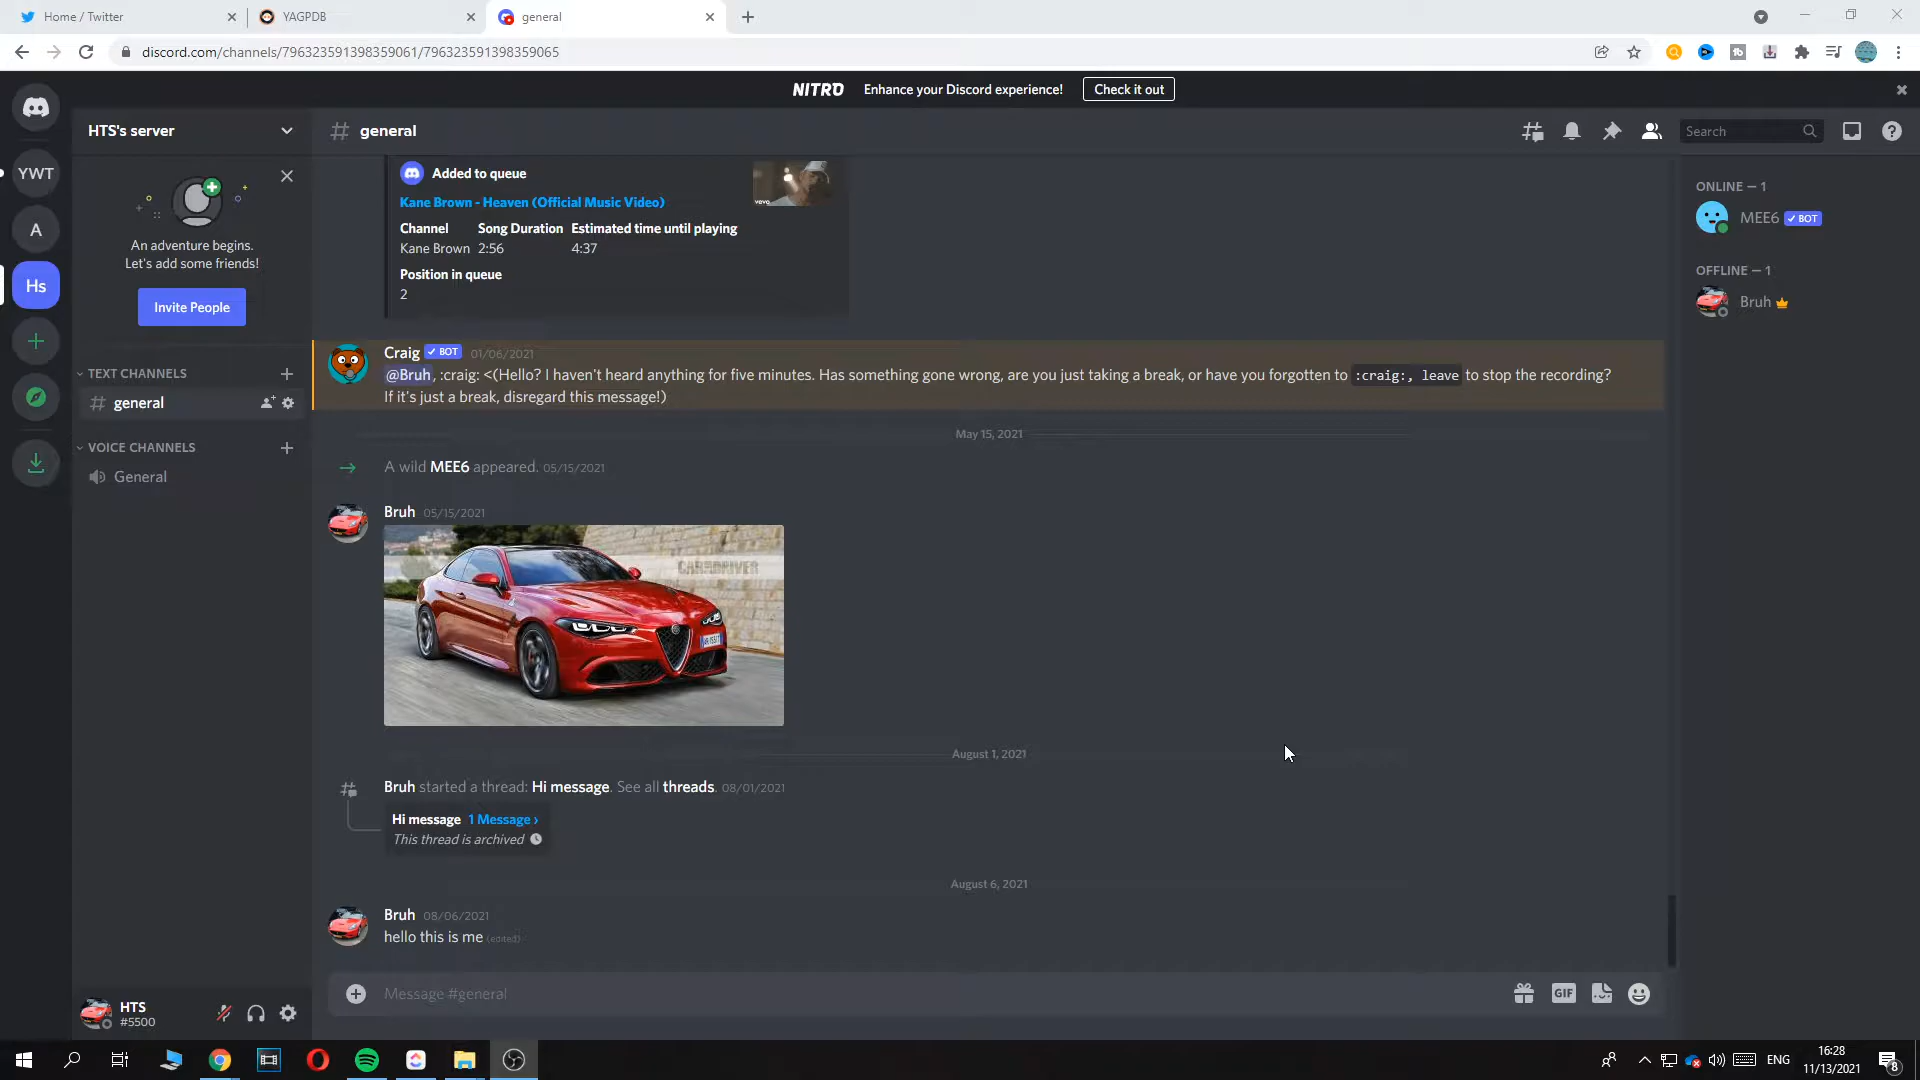 Home / Twitter
YAGPDB
general
discord.com/channels/796323591398359061/796323591398359065
NITRO Enhance your Discord experience! Check it out
HTS's server
general
Search
YWT
A
Hs
An adventure begins.
Let's add some friends!
Invite People
TEXT CHANNELS
general
VOICE CHANNELS
General
Added to queue
Kane Brown - Heaven (Official Music Video)
vevo
Channel Song Duration Estimated time until playing
Kane Brown 2:56 4:37
Position in queue
2
Craig BOT 01/06/2021
@Bruh, :craig: <(Hello? I haven't heard anything for five minutes. Has something gone wrong, are you just taking a break, or have you forgotten to :craig:, leave to stop the recording?
If it's just a break, disregard this message!)
May 15, 2021
A wild MEE6 appeared. 05/15/2021
Bruh 05/15/2021
CAR AND DRIVER
August 1, 2021
Bruh started a thread: Hi message. See all threads. 08/01/2021
Hi message 1 Message ›
This thread is archived
August 6, 2021
Bruh 08/06/2021
hello this is me (edited)
Message #general
GIF
ONLINE — 1
MEE6 BOT
OFFLINE — 1
Bruh
HTS
#5500
ENG
16:28
11/13/2021
8